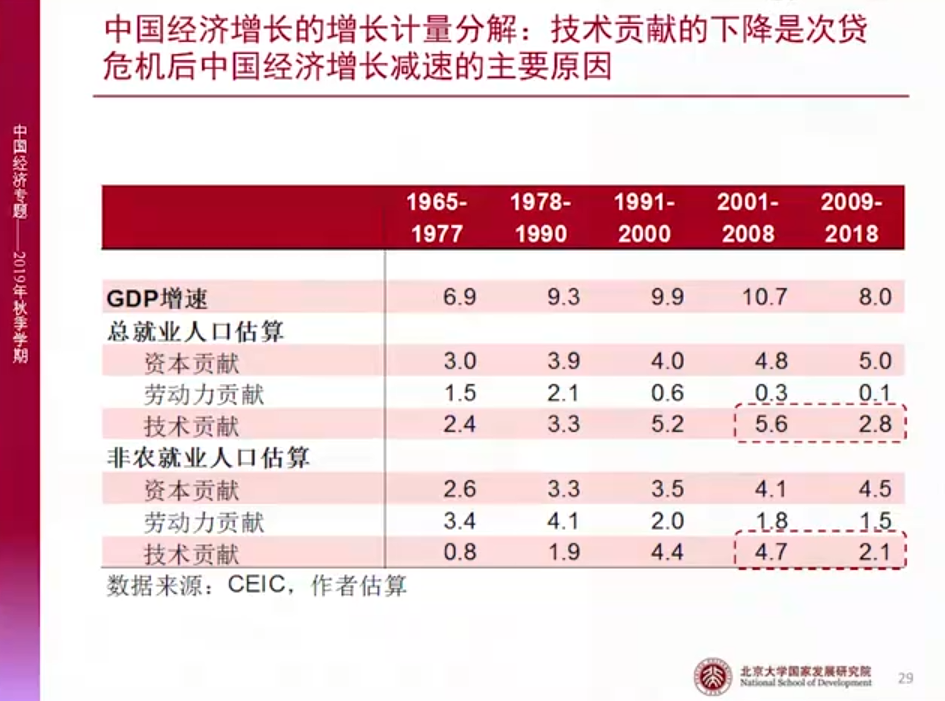 中国经济增长的增长计量分解：技术贡献的下降是次贷
危机后中国经济增长减速的主要原因
中国经济专题——2019年秋季学期
1965-1977 1978-1990 1991-2000 2001-2008 2009-2018
GDP增速 6.9 9.3 9.9 10.7 8.0
总就业人口估算
资本贡献 3.0 3.9 4.0 4.8 5.0
劳动力贡献 1.5 2.1 0.6 0.3 0.1
技术贡献 2.4 3.3 5.2 5.6 2.8
非农就业人口估算
资本贡献 2.6 3.3 3.5 4.1 4.5
劳动力贡献 3.4 4.1 2.0 1.8 1.5
技术贡献 0.8 1.9 4.4 4.7 2.1
数据来源：CEIC，作者估算
北京大学国家发展研究院
National School of Development
29